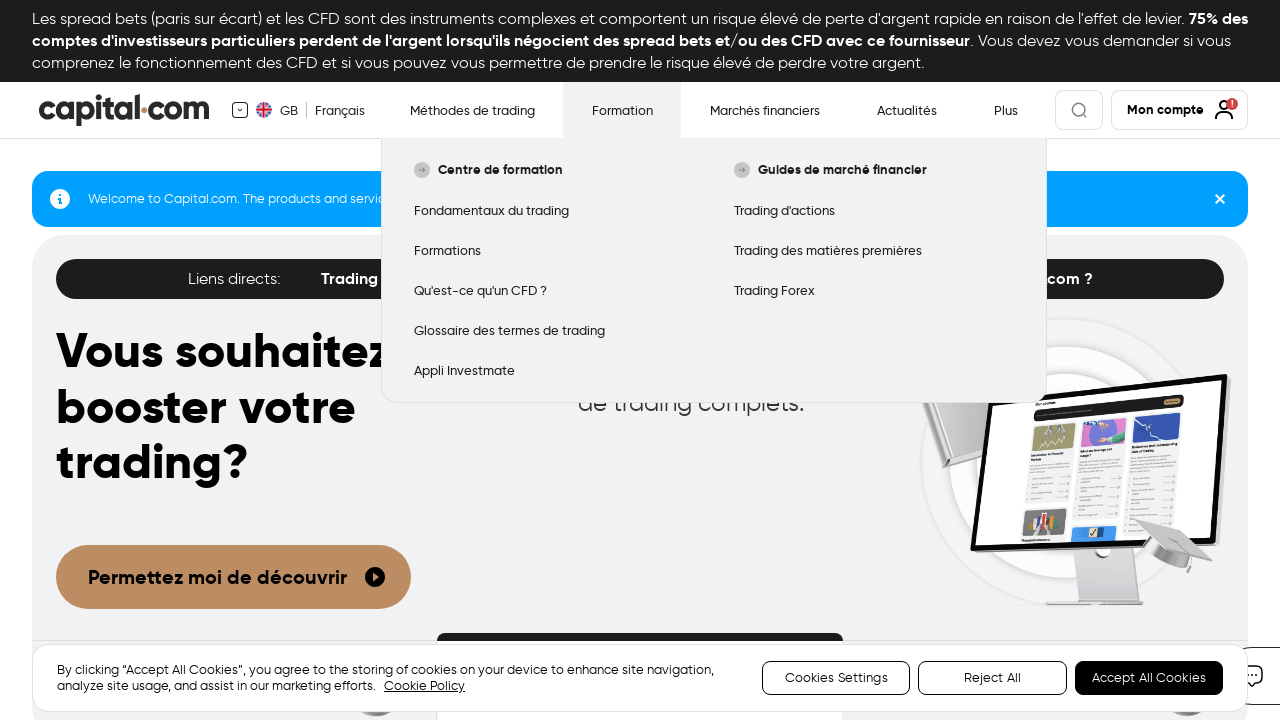 Les spread bets (paris sur écart) et les CFD sont des instruments complexes et comportent un risque élevé de perte d'argent rapide en raison de l'effet de levier. 75% des
comptes d'investisseurs particuliers perdent de l'argent lorsqu'ils négocient des spread bets et/ou des CFD avec ce fournisseur. Vous devez vous demander si vous
comprenez le fonctionnement des CFD et si vous pouvez vous permettre de prendre le risque élevé de perdre votre argent.
capital.com
GB
Français
Méthodes de trading
Formation
Marchés financiers
Actualités
Plus
Mon compte
Centre de formation
Fondamentaux du trading
Formations
Qu'est-ce qu'un CFD ?
Glossaire des termes de trading
Appli Investmate
Guides de marché financier
Trading d'actions
Trading des matières premières
Trading Forex
Welcome to Capital.com. The products and servic
Liens directs:
Trading
com ?
Vous souhaitez
booster votre
trading?
de trading complets.
Permettez moi de découvrir
By clicking “Accept All Cookies”, you agree to the storing of cookies on your device to enhance site navigation,
analyze site usage, and assist in our marketing efforts. Cookie Policy
Cookies Settings
Reject All
Accept All Cookies